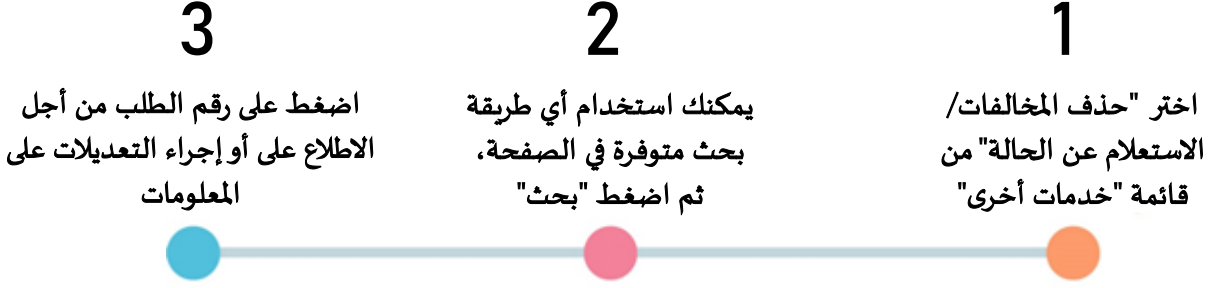 1
اختر "حذف المخالفات/
الاستعلام عن الحالة" من
قائمة "خدمات أخرى"
2
يمكنك استخدام أي طريقة
بحث متوفرة في الصفحة،
ثم اضغط "بحث"
3
اضغط على رقم الطلب من أجل
الاطلاع على أو إجراء التعديلات على
المعلومات